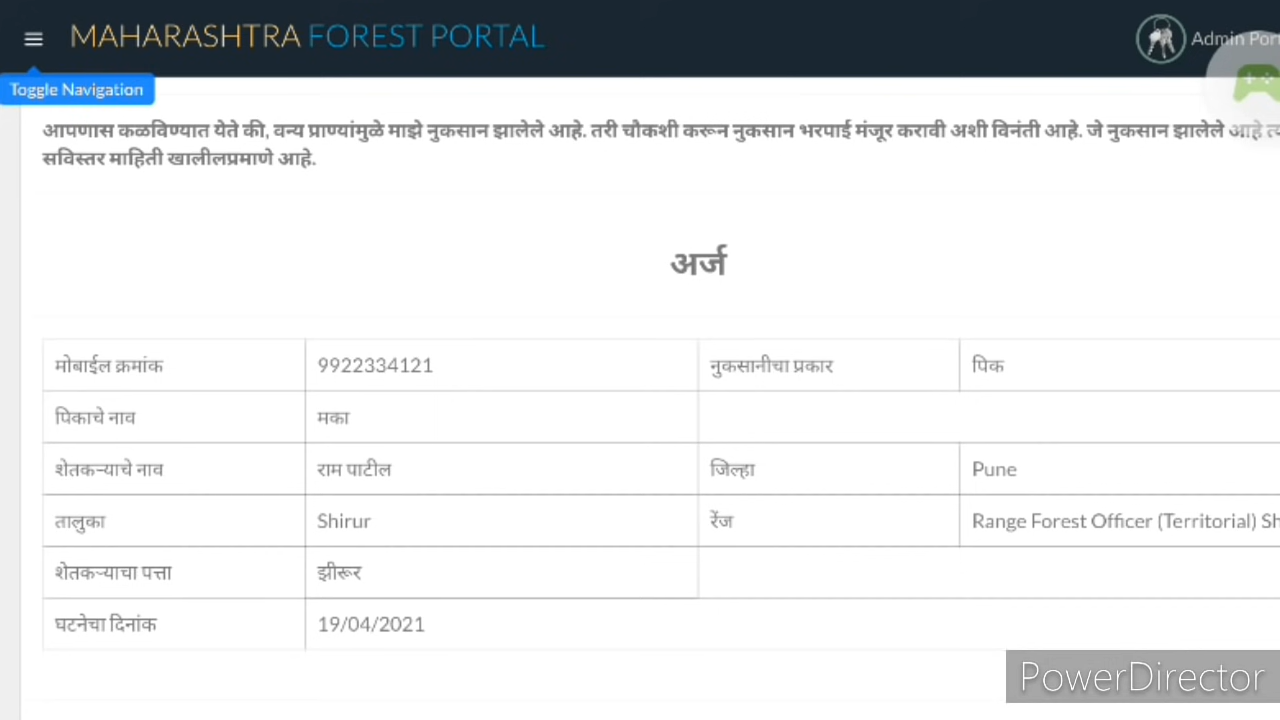 MAHARASHTRA FOREST PORTAL
Admin
Toggle Navigation
आपणास कळविण्यात येते की, वन्य प्राण्यांमुळे माझे नुकसान झालेले आहे. तरी चौकशी करून नुकसान भरपाई मंजूर करावी अशी विनंती आहे. जे नुकसान झालेले आहे
सविस्तर माहिती खालीलप्रमाणे आहे.
अर्ज
मोबाईल क्रमांक 9922334121 नुकसानीचा प्रकार पिक
पिकाचे नाव मका
शेतकऱ्याचे नाव राम पाटील जिल्हा Pune
तालुका Shirur रेंज Range Forest Officer (Territorial)
शेतकऱ्याचा पत्ता झीरूर
घटनेचा दिनांक 19/04/2021
PowerDirector